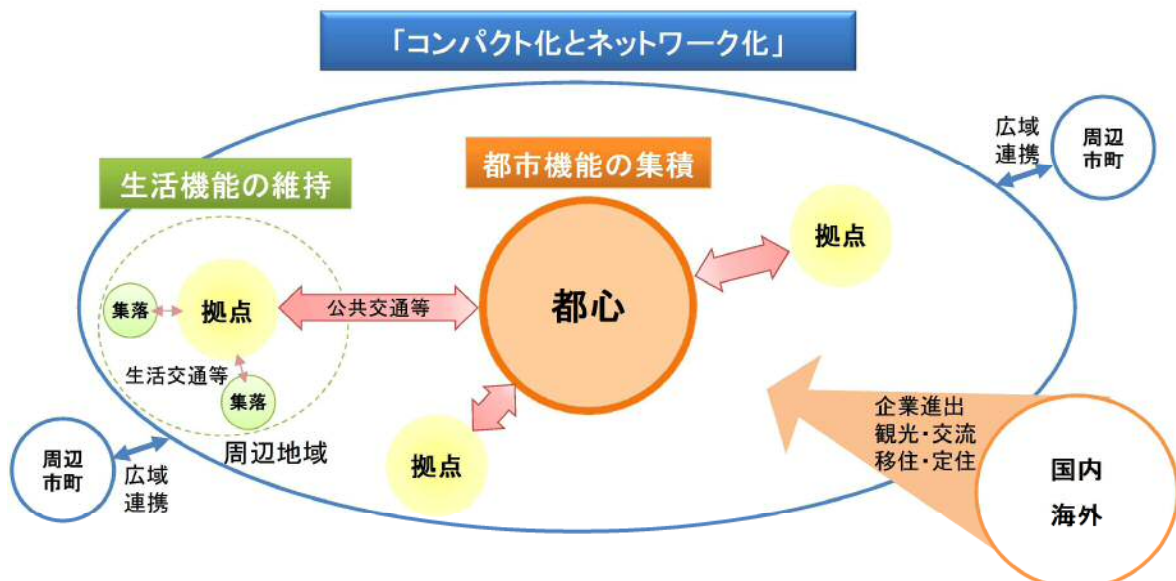 「コンパクト化とネットワーク化」
広域
連携
周辺
市町
生活機能の維持
都市機能の集積
拠点
集落
拠点
公共交通等
都心
生活交通等
集落
周辺地域
拠点
周辺
市町
広域
連携
企業進出
観光・交流
移住・定住
国内
海外